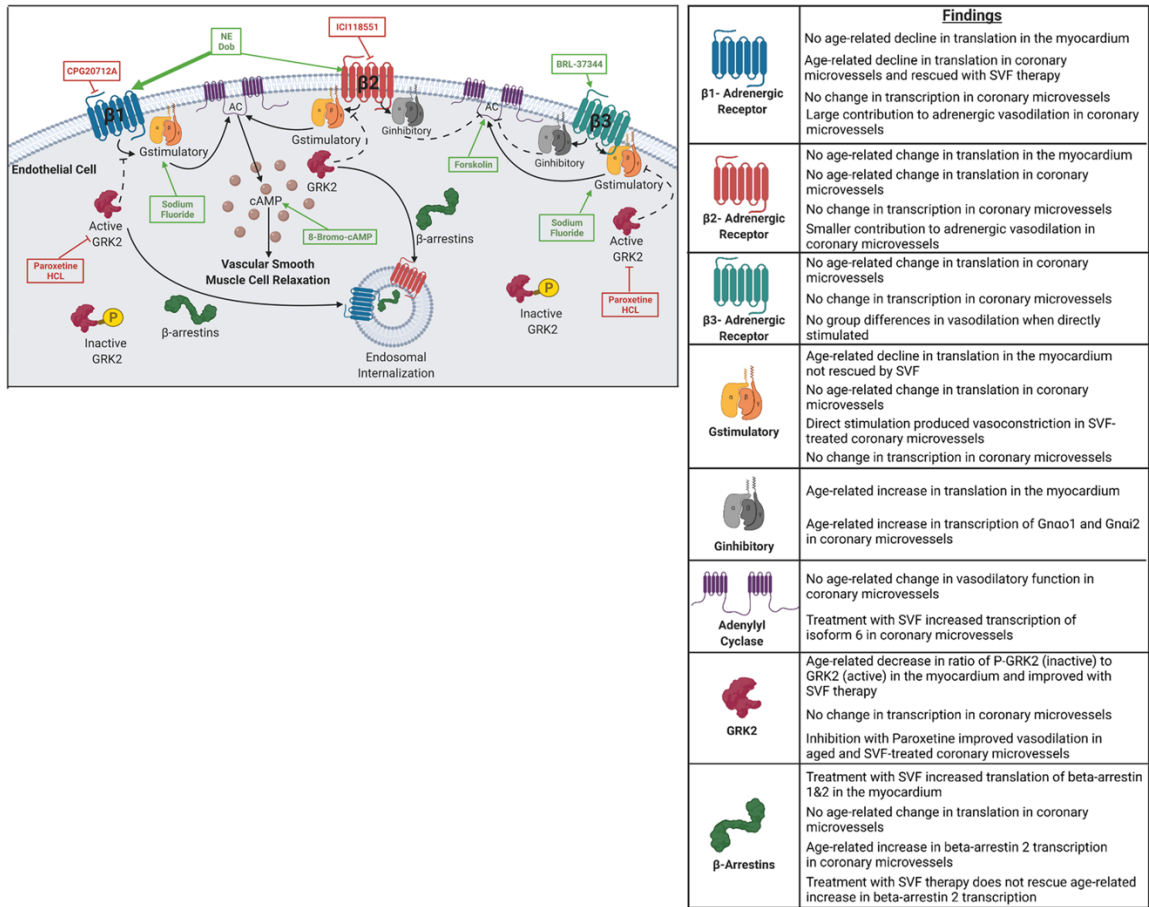 NE
Dob
ICI118551
CPG20712A
BRL-37344
β1
β2
β3
AC
AC
Gstimulatory
Gstimulatory
Ginhibitory
Ginhibitory
Gstimulatory
Endothelial Cell
Forskolin
GRK2
Sodium
Fluoride
cAMP
8-Bromo-cAMP
β-arrestins
Sodium
Fluoride
Active
GRK2
Active
GRK2
Paroxetine
HCL
Paroxetine
HCL
Vascular Smooth
Muscle Cell Relaxation
P
Inactive
GRK2
β-arrestins
Endosomal
Internalization
P
Inactive
GRK2
Findings
β1- Adrenergic
Receptor
No age-related decline in translation in the myocardium
Age-related decline in translation in coronary
microvessels and rescued with SVF therapy
No change in transcription in coronary microvessels
Large contribution to adrenergic vasodilation in coronary
microvessels
β2- Adrenergic
Receptor
No age-related change in translation in the myocardium
No age-related change in translation in coronary
microvessels
No change in transcription in coronary microvessels
Smaller contribution to adrenergic vasodilation in
coronary microvessels
β3- Adrenergic
Receptor
No age-related change in translation in coronary
microvessels
No change in transcription in coronary microvessels
No group differences in vasodilation when directly
stimulated
α β γ
Gstimulatory
Age-related decline in translation in the myocardium
not rescued by SVF
No age-related change in translation in coronary
microvessels
Direct stimulation produced vasoconstriction in SVF-
treated coronary microvessels
No change in transcription in coronary microvessels
Ginhibitory
Age-related increase in translation in the myocardium
Age-related increase in transcription of Gnαo1 and Gnαi2
in coronary microvessels
Adenylyl
Cyclase
No age-related change in vasodilatory function in
coronary microvessels
Treatment with SVF increased transcription of
isoform 6 in coronary microvessels
GRK2
Age-related decrease in ratio of P-GRK2 (inactive) to
GRK2 (active) in the myocardium and improved with
SVF therapy
No change in transcription in coronary microvessels
Inhibition with Paroxetine improved vasodilation in
aged and SVF-treated coronary microvessels
β-Arrestins
Treatment with SVF increased translation of beta-arrestin
1&2 in the myocardium
No age-related change in translation in coronary
microvessels
Age-related increase in beta-arrestin 2 transcription
in coronary microvessels
Treatment with SVF therapy does not rescue age-related
increase in beta-arrestin 2 transcription